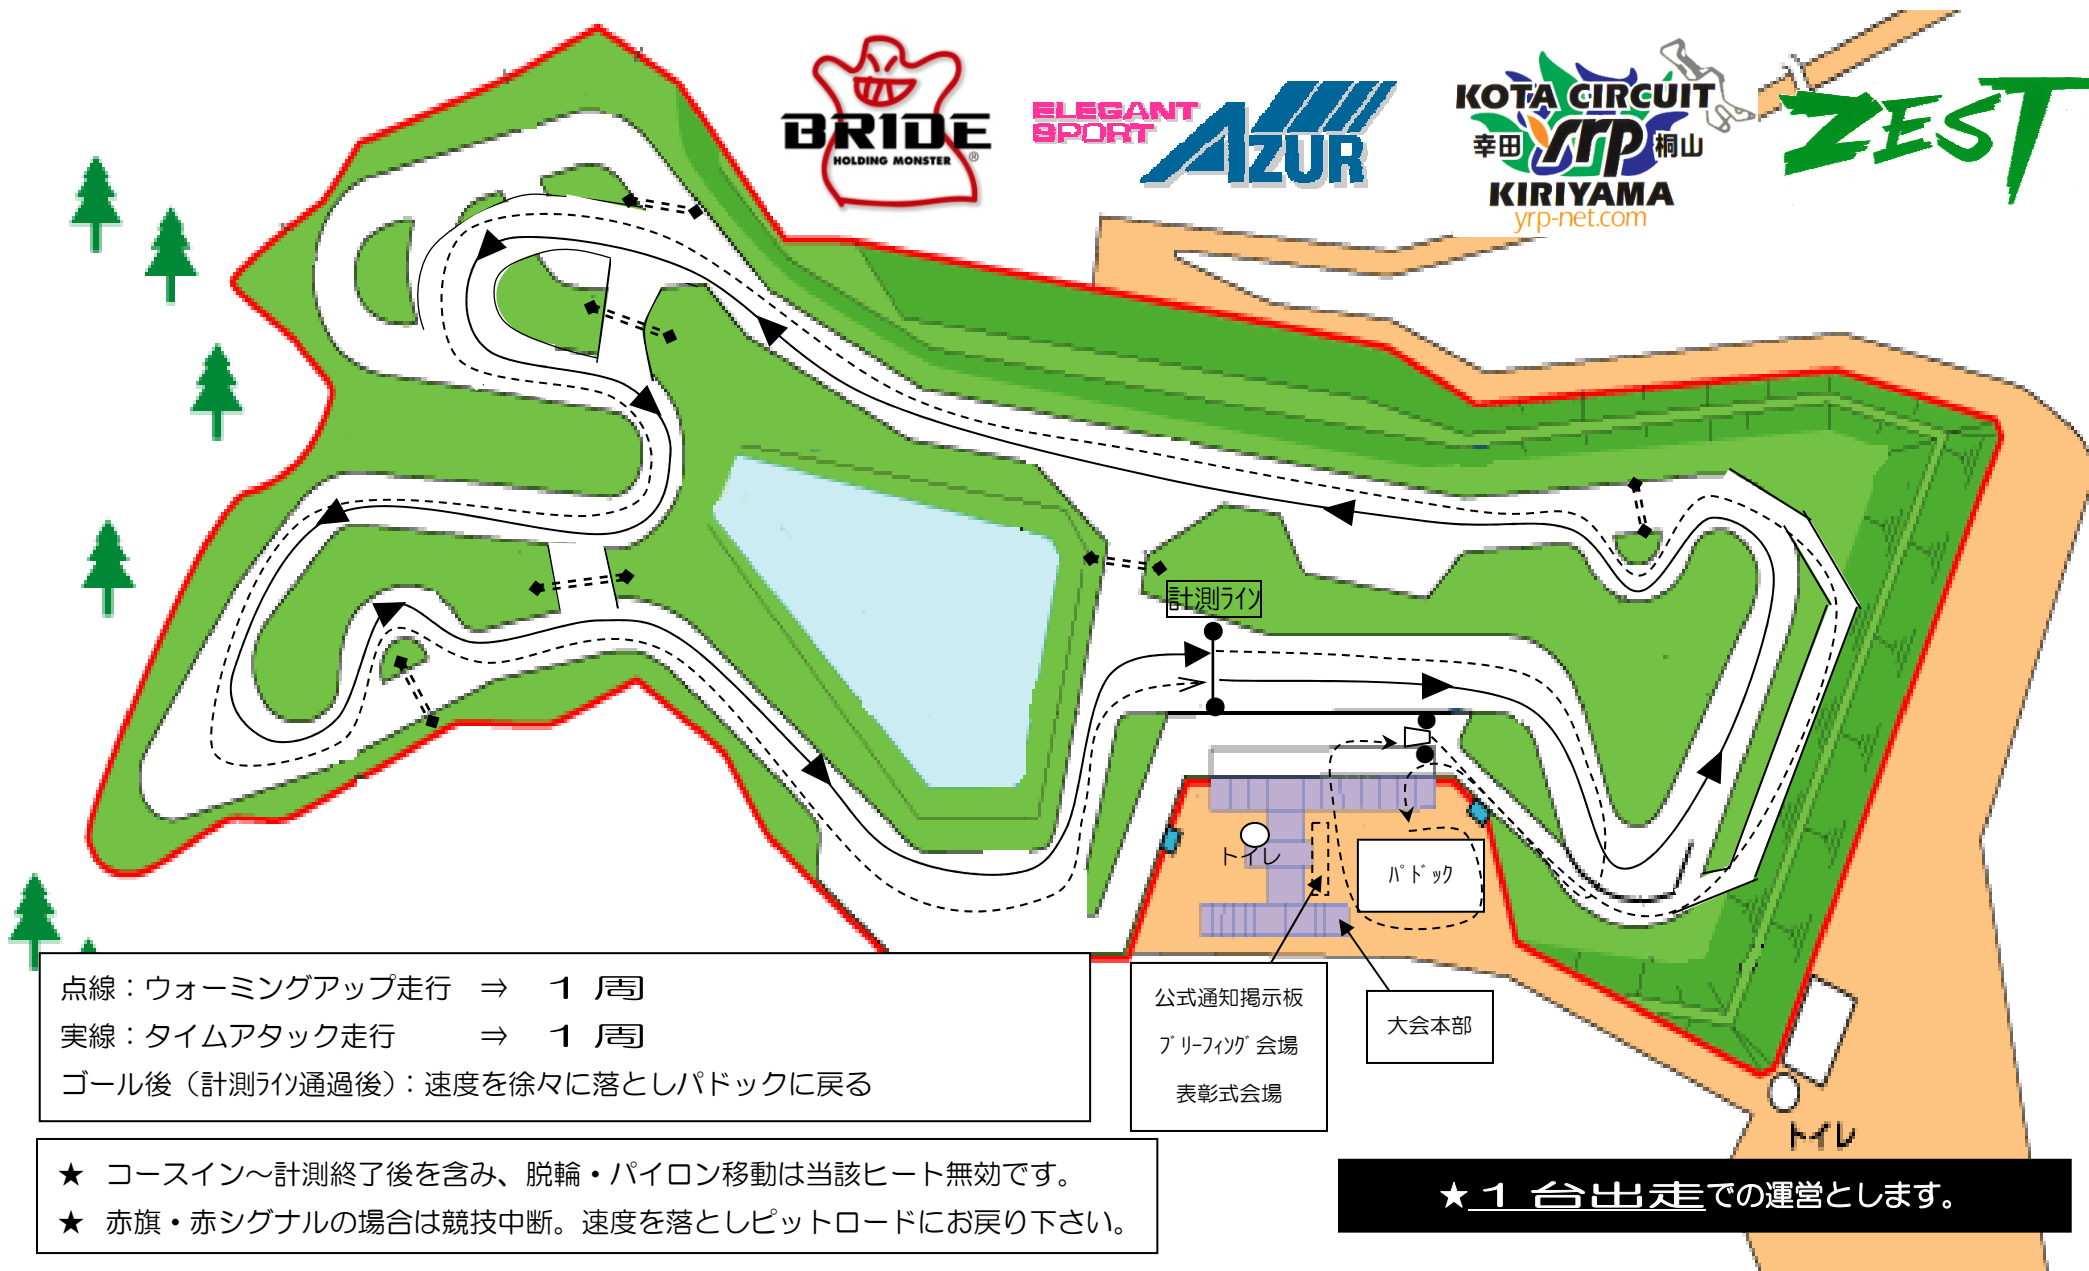 BRIDE
HOLDING MONSTER
®
ELEGANT
SPORT
AZUR
KOTA CIRCUIT
幸田 yrp 桐山
KIRIYAMA
yrp-net.com
ZEST
計測ﾗｲﾝ
トイレ
ﾊﾟﾄﾞｯｸ
点線：ウォーミングアップ走行 ⇒ １周
実線：タイムアタック走行 ⇒ １周
ゴール後（計測ﾗｲﾝ通過後）：速度を徐々に落としパドックに戻る
公式通知掲示板
ﾌﾞﾘｰﾌｨﾝｸﾞ会場
表彰式会場
大会本部
トイレ
★ コースイン～計測終了後を含み、脱輪・パイロン移動は当該ヒート無効です。
★ 赤旗・赤シグナルの場合は競技中断。速度を落としピットロードにお戻り下さい。
★１台出走での運営とします。